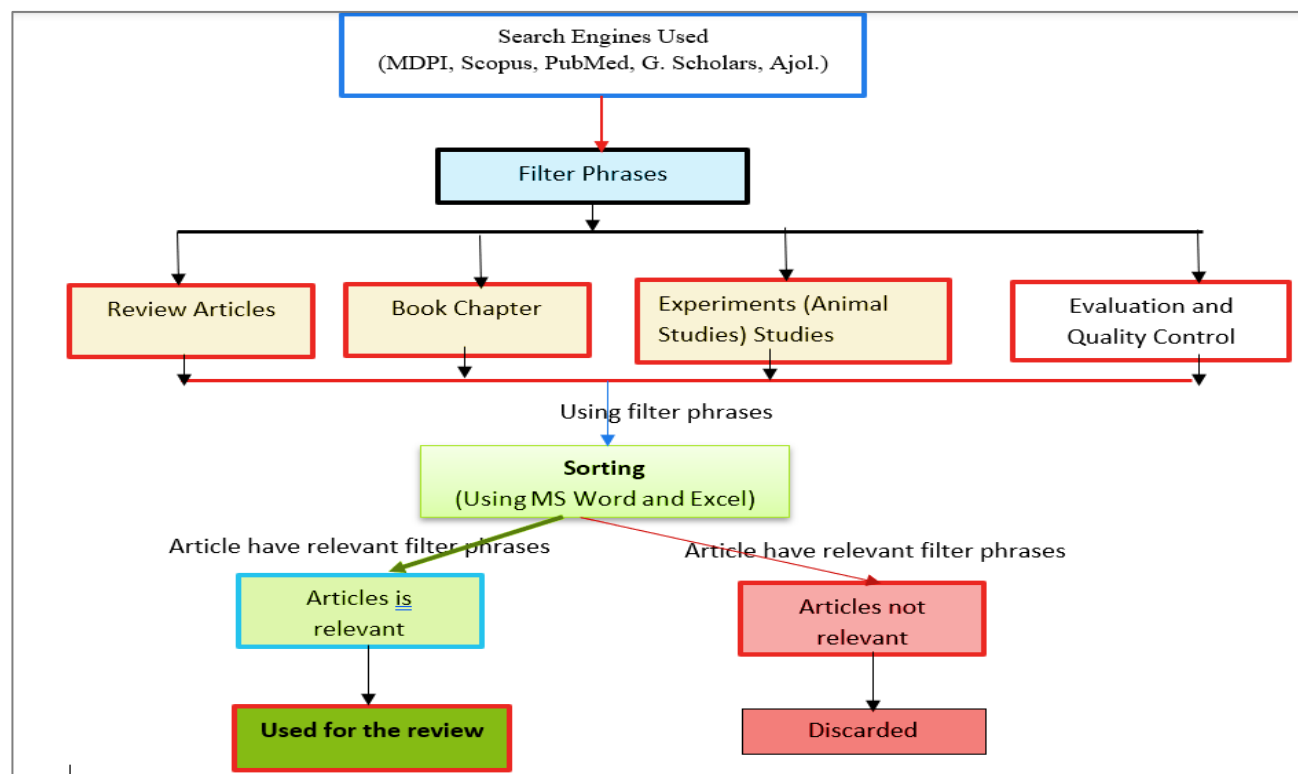 Search Engines Used
(MDPI, Scopus, PubMed, G. Scholars, Ajol.)
Filter Phrases
Review Articles
Book Chapter
Experiments (Animal
Studies) Studies
Evaluation and
Quality Control
Using filter phrases
Sorting
(Using MS Word and Excel)
Article have relevant filter phrases
Article have relevant filter phrases
Articles is
relevant
Articles not
relevant
Used for the review
Discarded